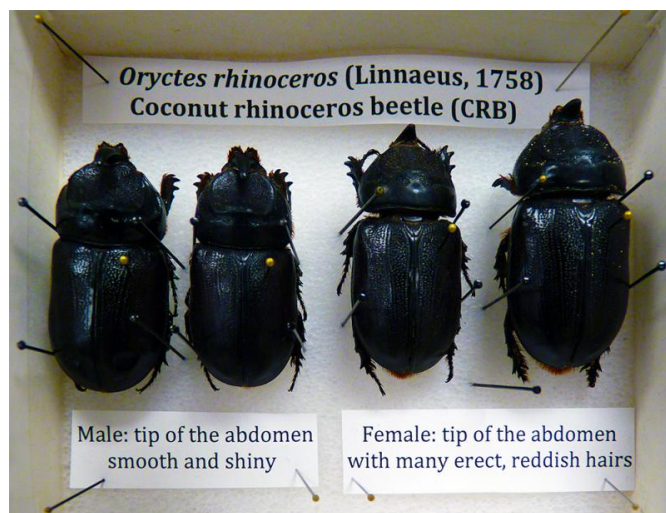 Oryctes rhinoceros (Linnaeus, 1758)
Coconut rhinoceros beetle (CRB)
Male: tip of the abdomen
smooth and shiny
Female: tip of the abdomen
with many erect, reddish hairs